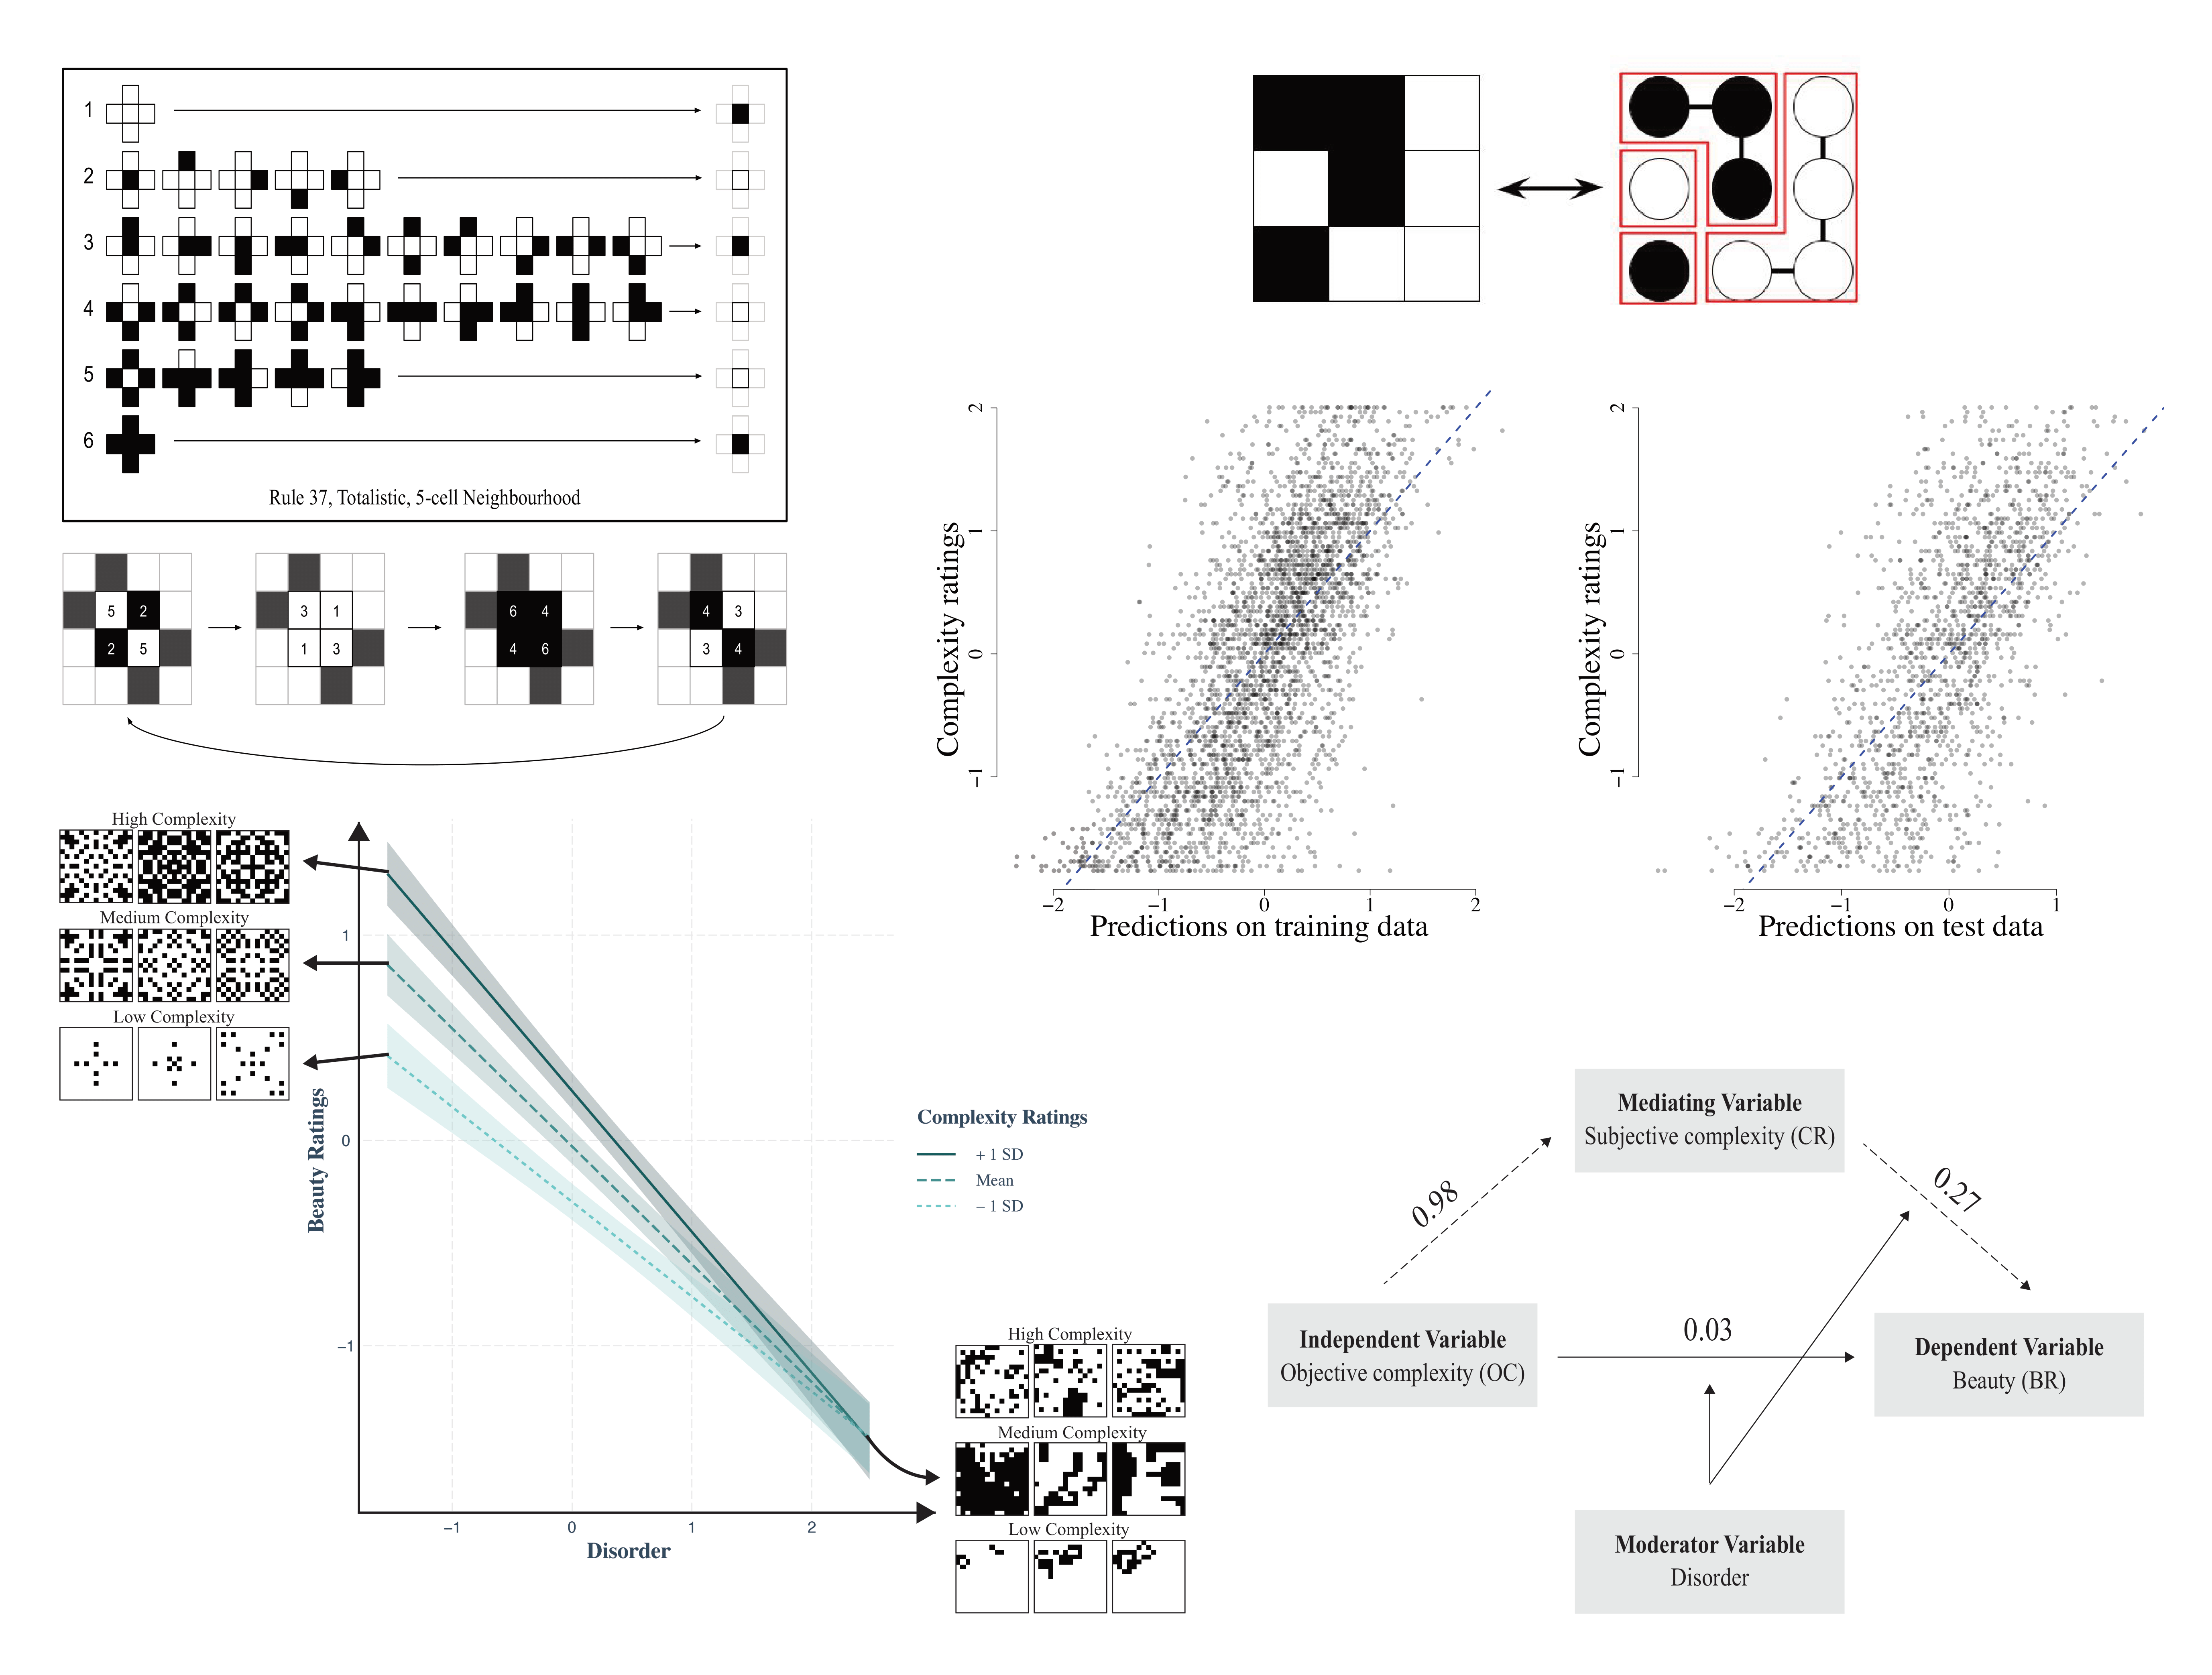 1
2
3
4
5
6
Rule 37, Totalistic, 5-cell Neighbourhood
5 2
2 5
3 1
1 3
6 4
4 6
4 3
3 4
2
1
0
−1
Complexity ratings
−2 −1 0 1 2
Predictions on training data
2
1
0
−1
Complexity ratings
−2 −1 0 1
Predictions on test data
High Complexity
Medium Complexity
Low Complexity
1
0
−1
Beauty Ratings
−1 0 1 2
Disorder
Complexity Ratings
+ 1 SD
Mean
− 1 SD
High Complexity
Medium Complexity
Low Complexity
Mediating Variable
Subjective complexity (CR)
0.98
0.27
Independent Variable
Objective complexity (OC)
0.03
Dependent Variable
Beauty (BR)
Moderator Variable
Disorder